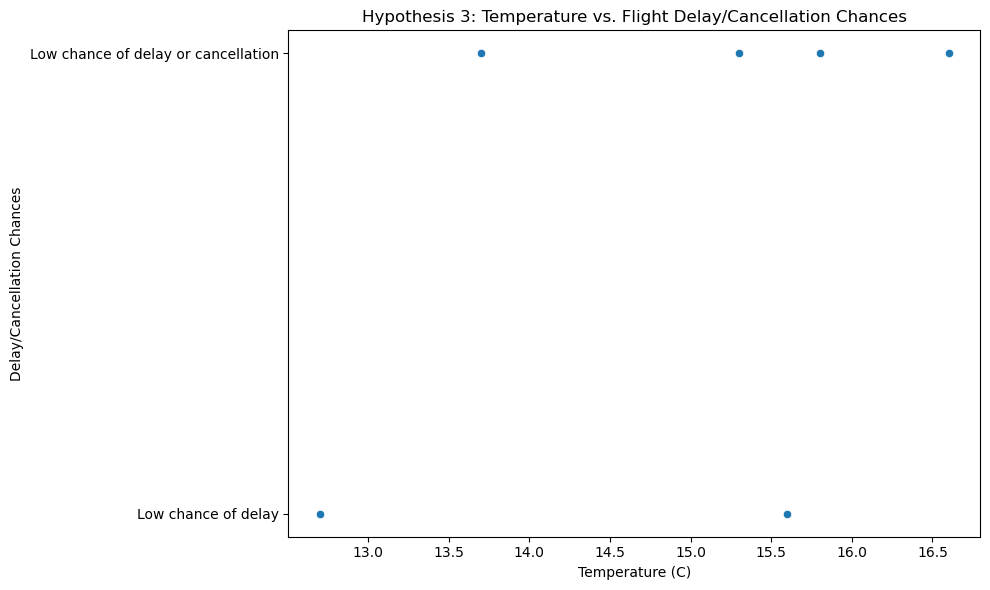 Hypothesis 3: Temperature vs. Flight Delay/Cancellation Chances
Low chance of delay or cancellation
Delay/Cancellation Chances
Low chance of delay
13.0 13.5 14.0 14.5 15.0 15.5 16.0 16.5
Temperature (C)